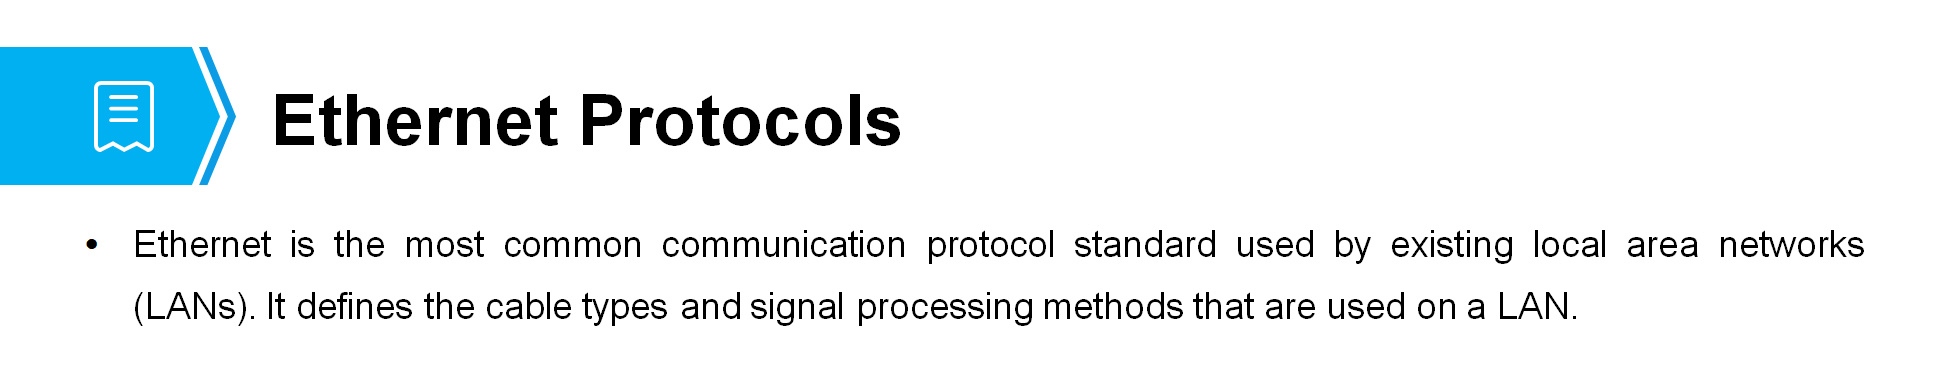 Ethernet Protocols
• Ethernet is the most common communication protocol standard used by existing local area networks
(LANs). It defines the cable types and signal processing methods that are used on a LAN.